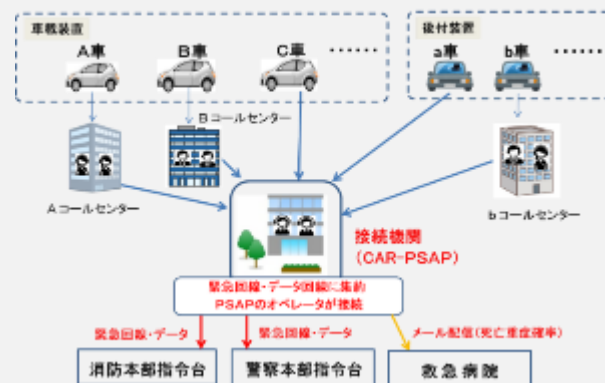 車載装置
後付装置
A車
B車
C車
……
a車
b車
……
Bコールセンター
Aコールセンター
bコールセンター
接続機関
(CAR-PSAP)
緊急回線・データ回線に集約
PSAPのオペレータが接続
緊急回線・データ
緊急回線・データ
メール配信(死亡重症確率)
消防本部指令台
警察本部指令台
救急病院